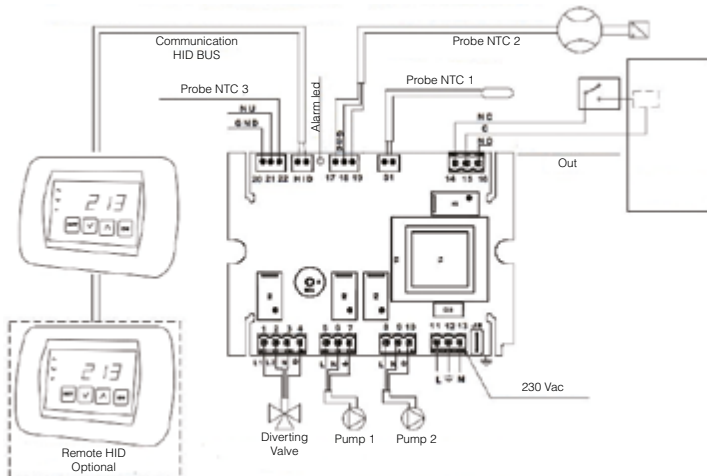 Communication
HID BUS
Probe NTC 2
Probe NTC 3
Probe NTC 1
Alarm led
NU
GND
GND
NC
C
NO
20 21 22 HID 17 18 19 S1 14 15 16
Out
213
213
1 2 3 4 5 6 7 8 9 10 11 12 13
L N
L N
L N
230 Vac
Diverting
Valve
Pump 1
Pump 2
Remote HID
Optional